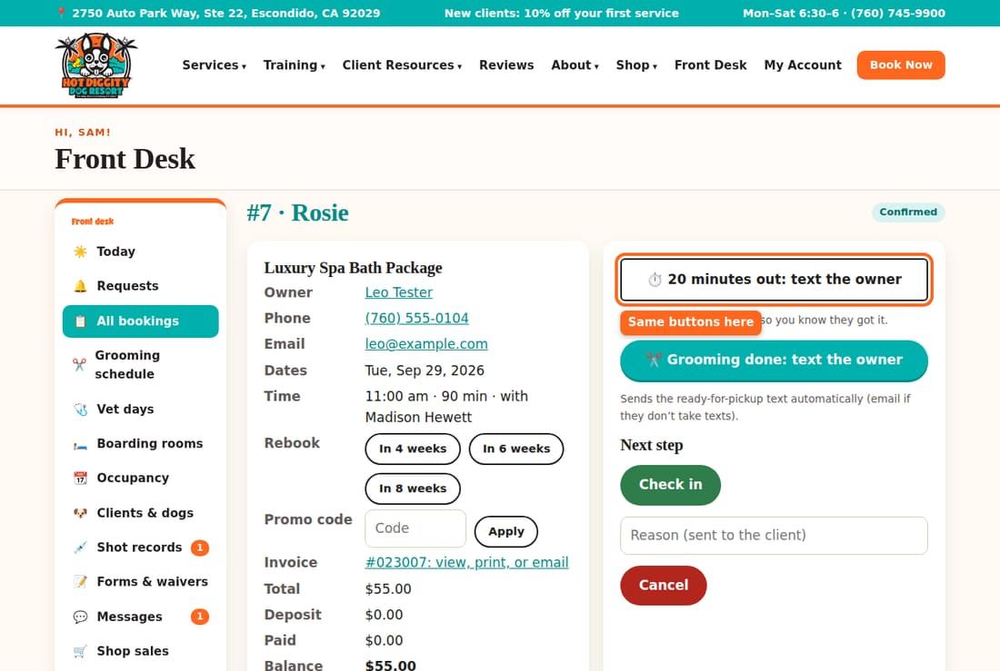 📍 2750 Auto Park Way, Ste 22, Escondido, CA 92029
New clients: 10% off your first service
Mon–Sat 6:30–6 · (760) 745-9900
HOT DIGGITY
DOG RESORT
Services ▾
Training ▾
Client Resources ▾
Reviews
About ▾
Shop ▾
Front Desk
My Account
Book Now
HI, SAM!
Front Desk
Front desk
☀️ Today
🔔 Requests
📋 All bookings
✂️ Grooming
schedule
🩺 Vet days
🛏️ Boarding rooms
📆 Occupancy
🐶 Clients & dogs
💉 Shot records 1
📝 Forms & waivers
💬 Messages 1
🛒 Shop sales
#7 · Rosie
Confirmed
Luxury Spa Bath Package
Owner Leo Tester
Phone (760) 555-0104
Email leo@example.com
Dates Tue, Sep 29, 2026
Time 11:00 am · 90 min · with
Madison Hewett
Rebook In 4 weeks In 6 weeks
In 8 weeks
Promo code Code Apply
Invoice #023007: view, print, or email
Total $55.00
Deposit $0.00
Paid $0.00
Balance $55.00
⏱️ 20 minutes out: text the owner
Same buttons here so you know they got it.
✂️ Grooming done: text the owner
Sends the ready-for-pickup text automatically (email if
they don’t take texts).
Next step
Check in
Reason (sent to the client)
Cancel